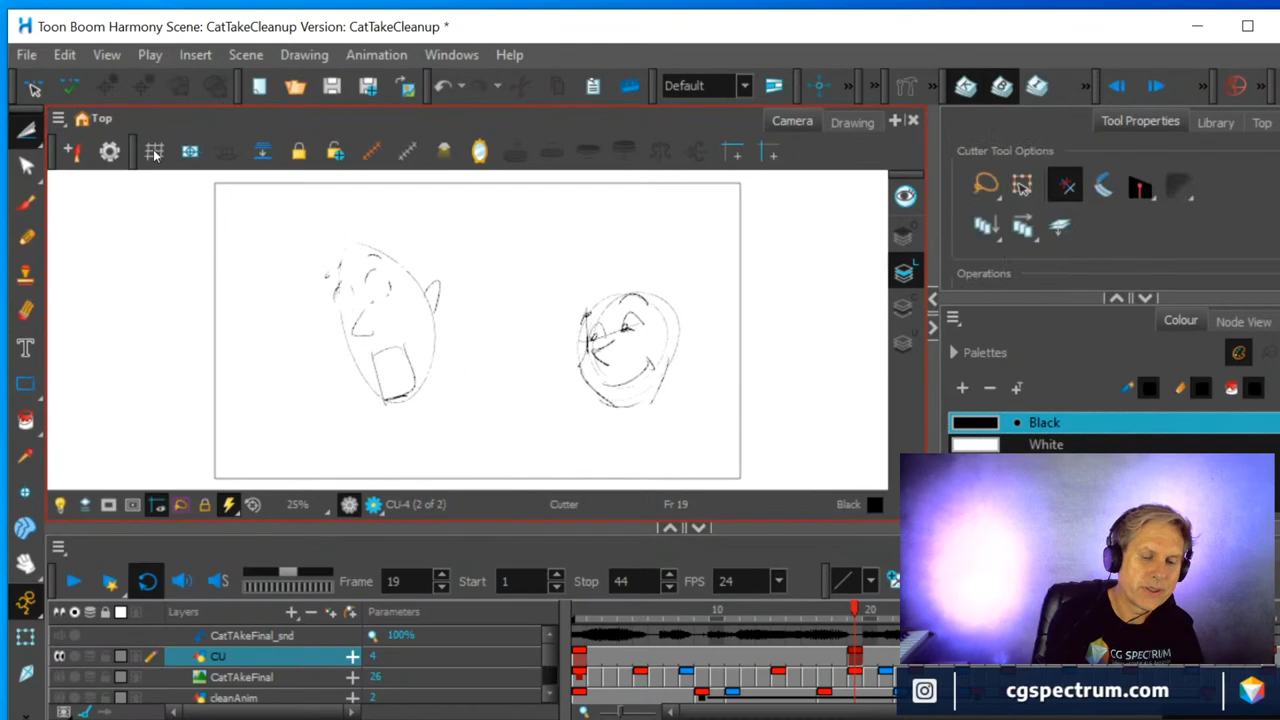 Toon Boom Harmony Scene: CatTakeCleanup Version: CatTakeCleanup *
File Edit View Play Insert Scene Drawing Animation Windows Help
Default
Top
Camera Drawing
Tool Properties Library Top
Cutter Tool Options
Operations
Colour Node View
Palettes
Black
White
25% CU-4 (2 of 2) Cutter Fr 19 Black
Frame 19 Start 1 Stop 44 FPS 24
Layers Parameters 10 20
CatTAkeFinal_snd 100%
CU 4
CatTAkeFinal 26
cleanAnim 2
CG SPECTRUM
cgspectrum.com